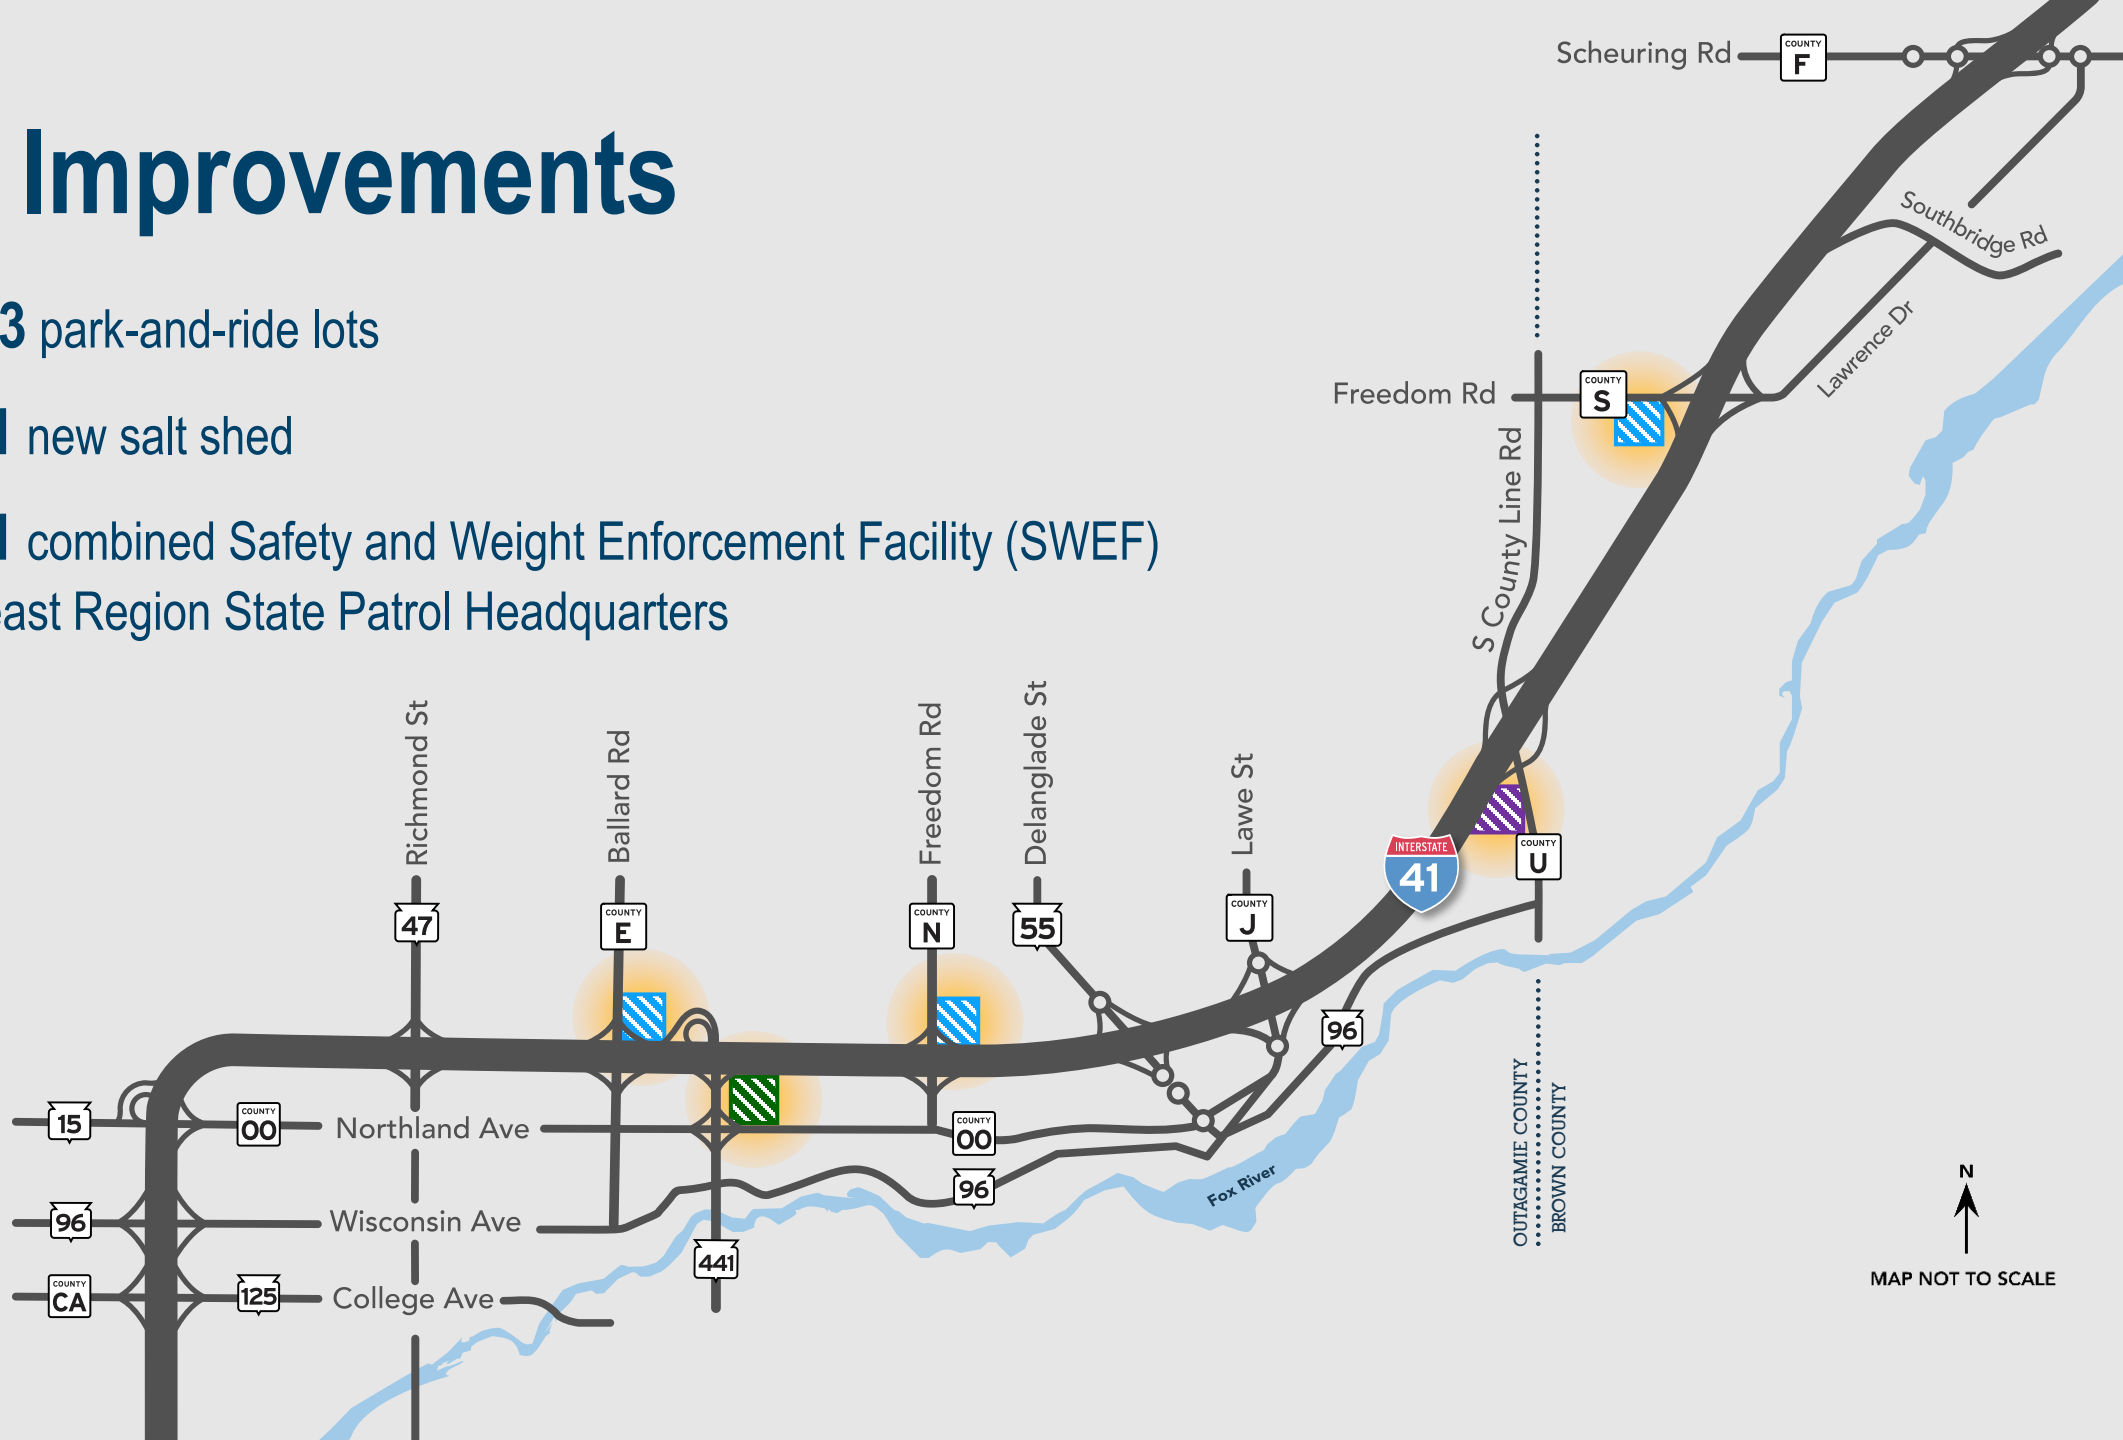 Improvements
3 park-and-ride lots
new salt shed
combined Safety and Weight Enforcement Facility (SWEF)
east Region State Patrol Headquarters
Scheuring Rd
COUNTY
F
Southbridge Rd
Lawrence Dr
Freedom Rd
COUNTY
S
S County Line Rd
Richmond St
Ballard Rd
Freedom Rd
Delanglade St
Lawe St
INTERSTATE
41
COUNTY
U
47
COUNTY
E
COUNTY
N
55
COUNTY
J
96
15
COUNTY
00
Northland Ave
COUNTY
00
96
Wisconsin Ave
96
Fox River
441
COUNTY
CA
125
College Ave
OUTAGAMIE COUNTY
BROWN COUNTY
N
MAP NOT TO SCALE